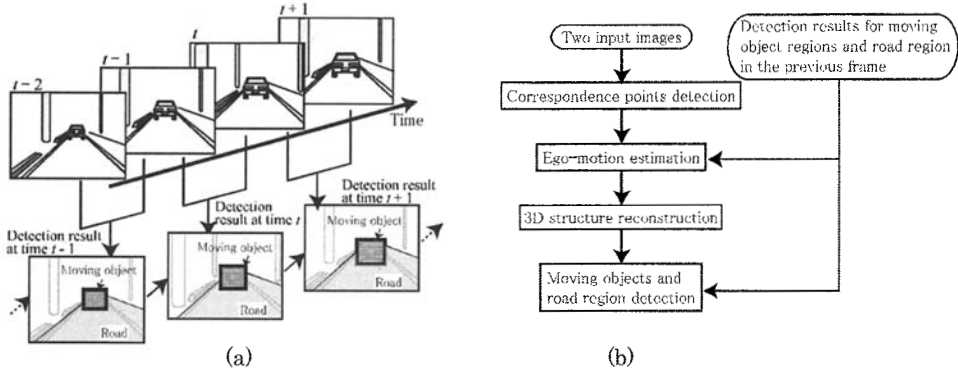 t + 1
t
t − 1
t − 2
Time
Detection result
at time t + 1
Detection
result at time t
Detection result
at time t - 1
Moving object
Road
Moving object
Road
Moving object
Road
(a)
Two input images
Correspondence points detection
Ego-motion estimation
3D structure reconstruction
Moving objects and
road region detection
Detection results for moving
object regions and road region
in the previous frame
(b)